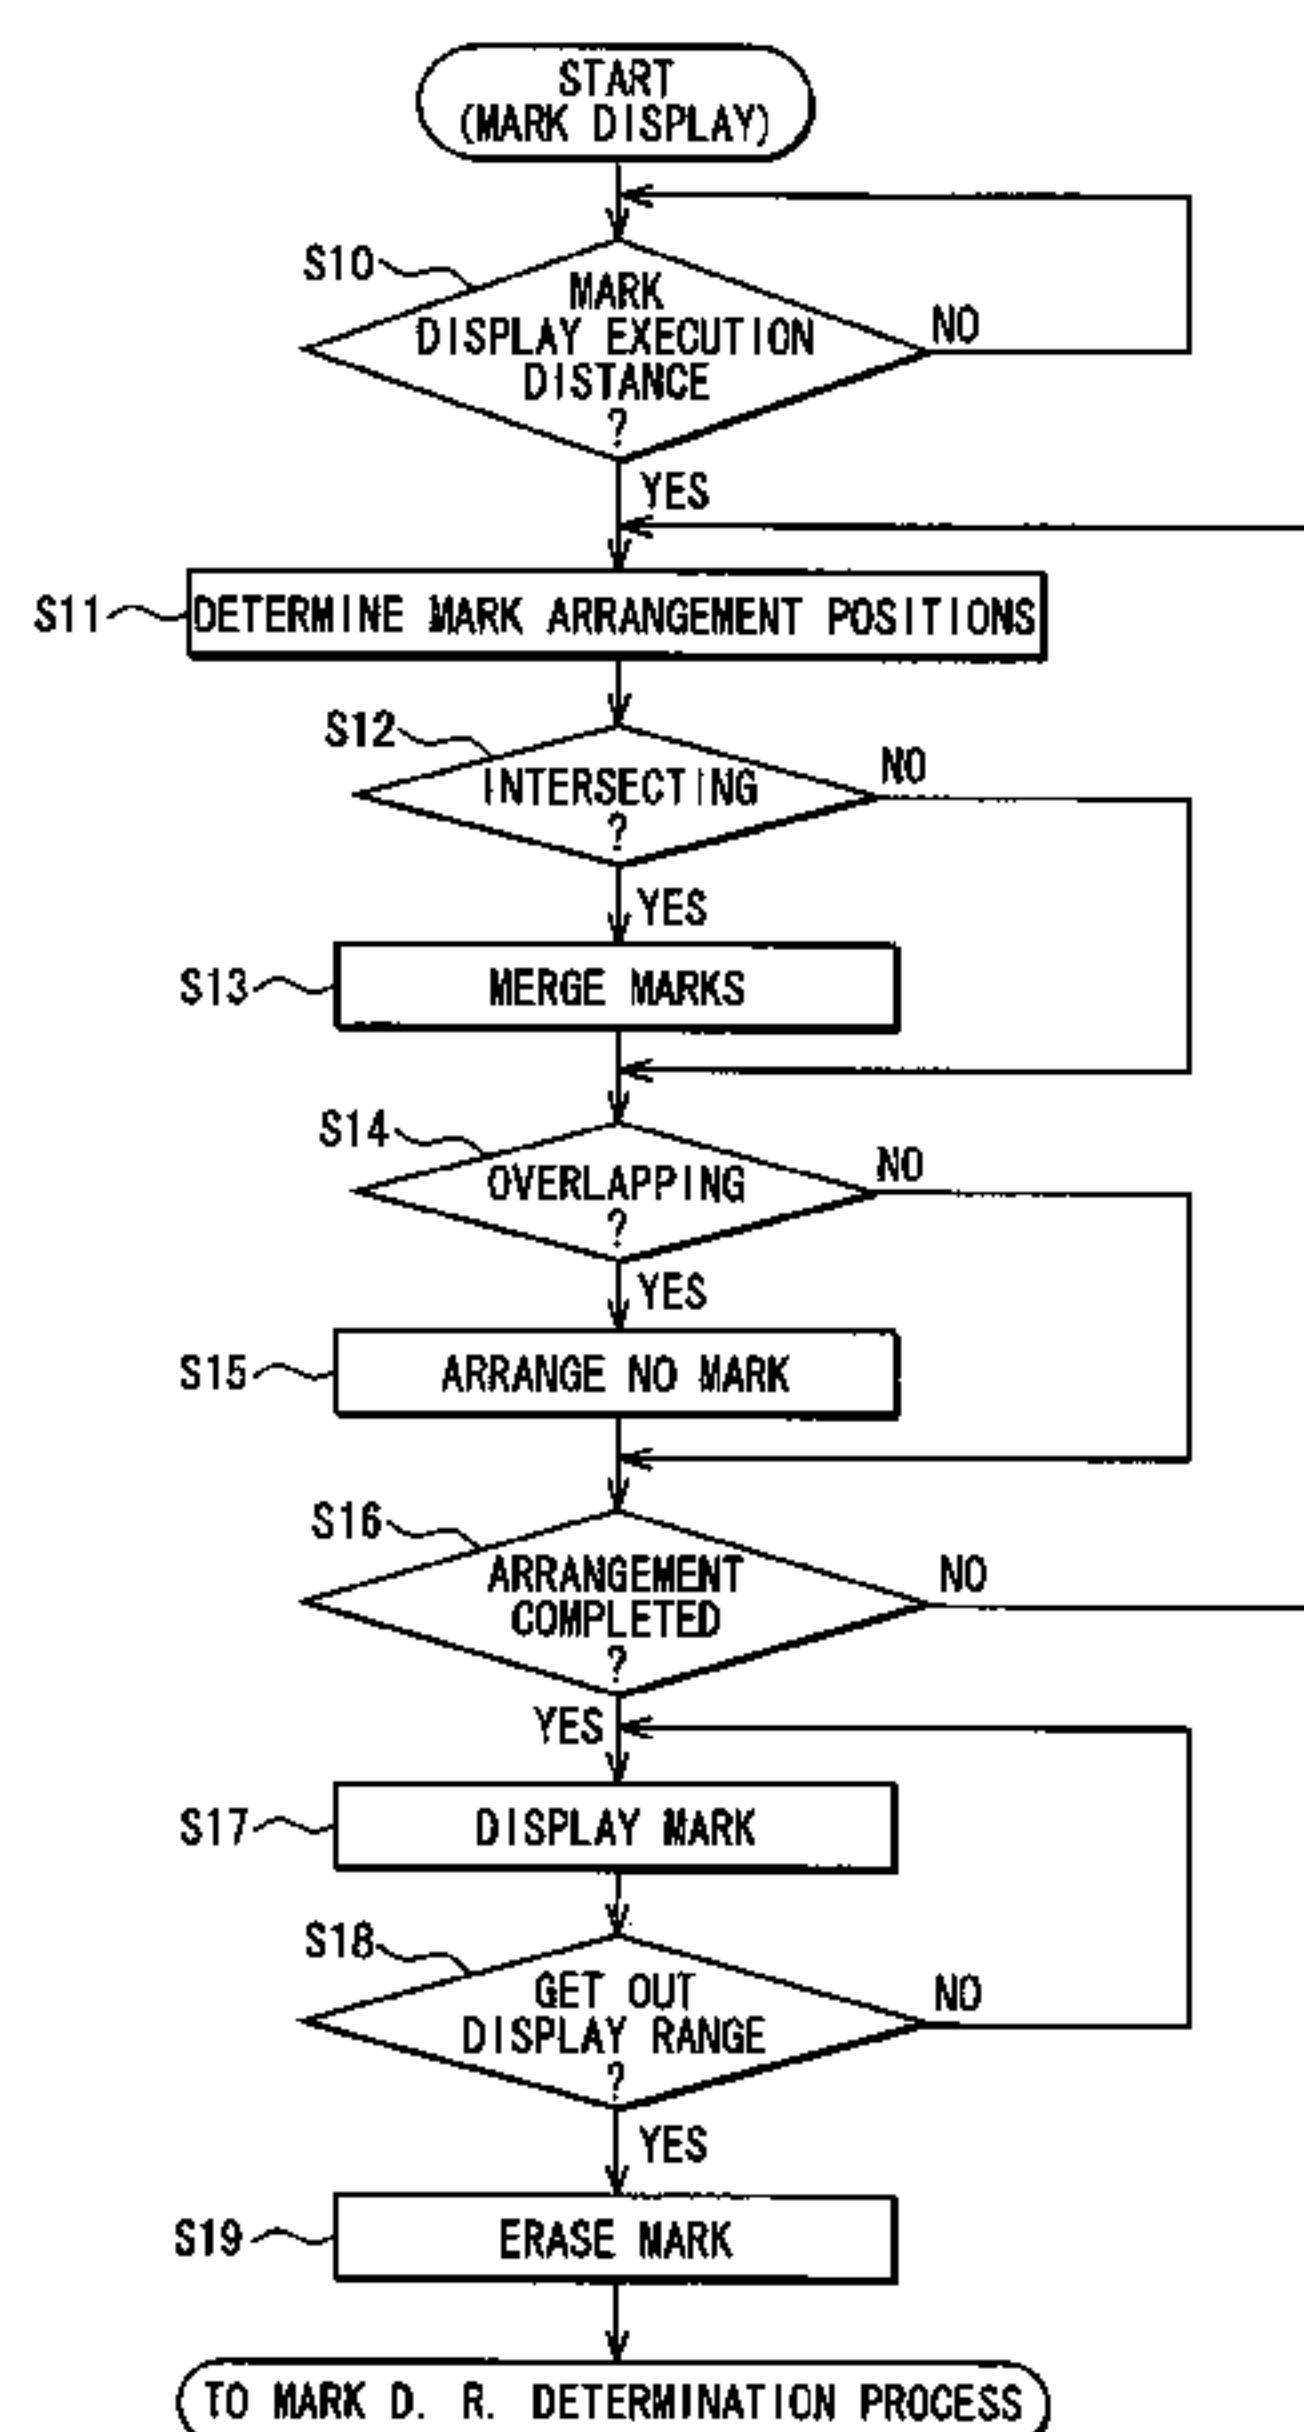 START
(MARK DISPLAY)
S10
MARK
DISPLAY EXECUTION
DISTANCE
?
NO
YES
S11
DETERMINE MARK ARRANGEMENT POSITIONS
S12
INTERSECTING
?
NO
YES
S13
MERGE MARKS
S14
OVERLAPPING
?
NO
YES
S15
ARRANGE NO MARK
S16
ARRANGEMENT
COMPLETED
?
NO
YES
S17
DISPLAY MARK
S18
GET OUT
DISPLAY RANGE
?
NO
YES
S19
ERASE MARK
TO MARK D. R. DETERMINATION PROCESS